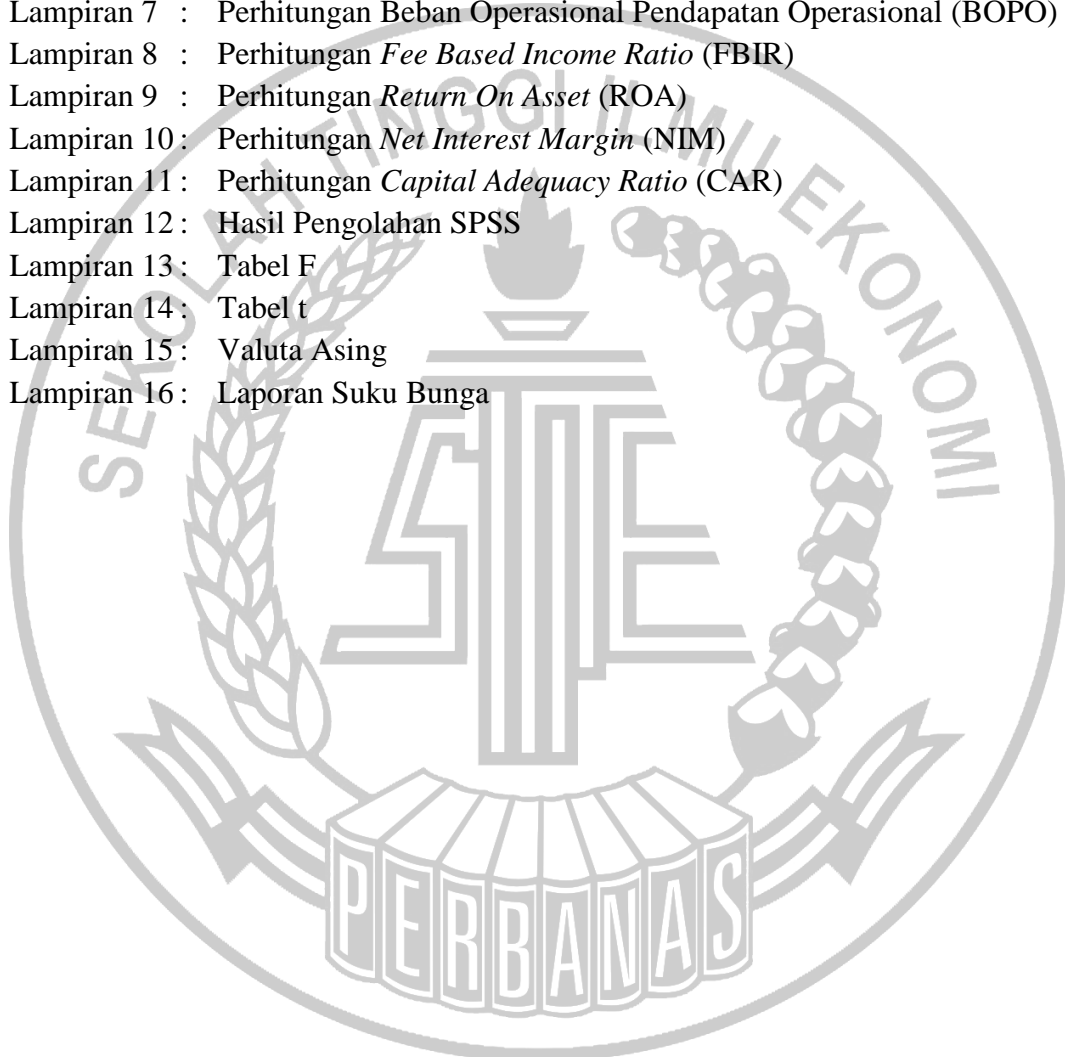 Lampiran 7 : Perhitungan Beban Operasional Pendapatan Operasional (BOPO)
Lampiran 8 : Perhitungan Fee Based Income Ratio (FBIR)
Lampiran 9 : Perhitungan Return On Asset (ROA)
Lampiran 10 : Perhitungan Net Interest Margin (NIM)
Lampiran 11 : Perhitungan Capital Adequacy Ratio (CAR)
Lampiran 12 : Hasil Pengolahan SPSS
Lampiran 13 : Tabel F
Lampiran 14 : Tabel t
Lampiran 15 : Valuta Asing
Lampiran 16 : Laporan Suku Bunga
SEKOLAH TINGGI ILMU EKONOMI
STIE
PERBANAS